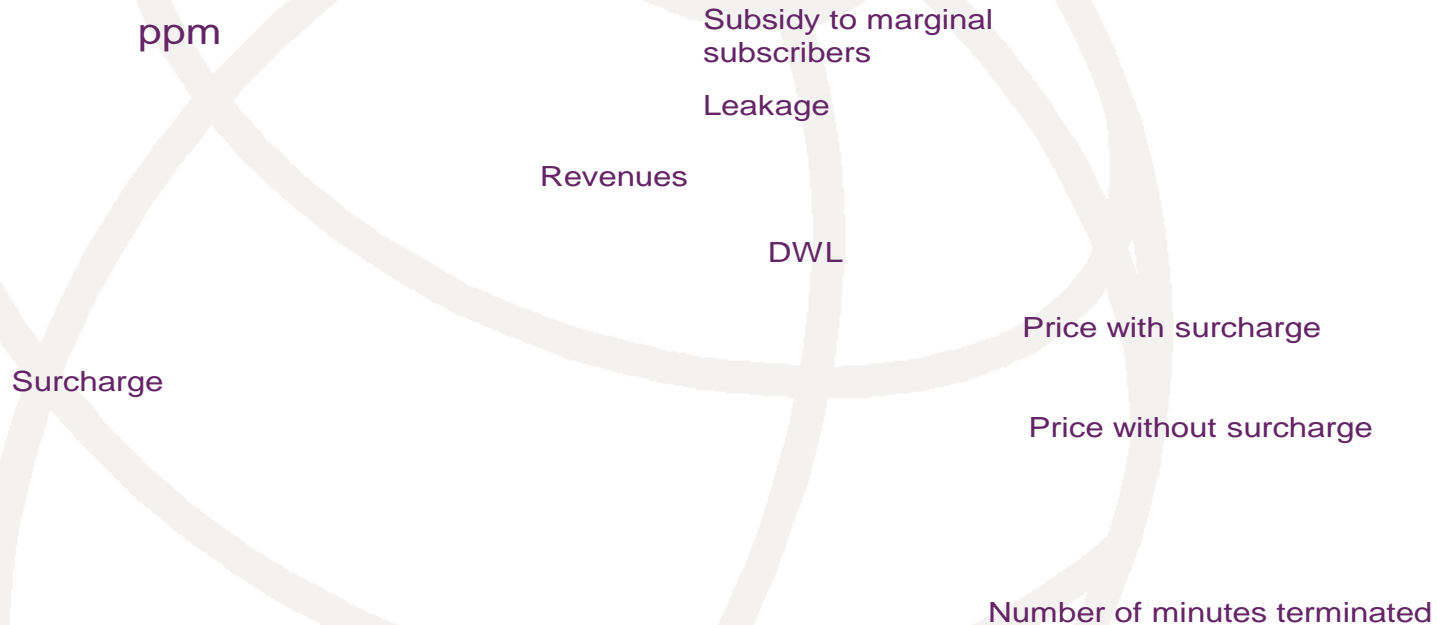 ppm
Subsidy to marginal
subscribers
Leakage
Revenues
DWL
Price with surcharge
Surcharge
Price without surcharge
Number of minutes terminated